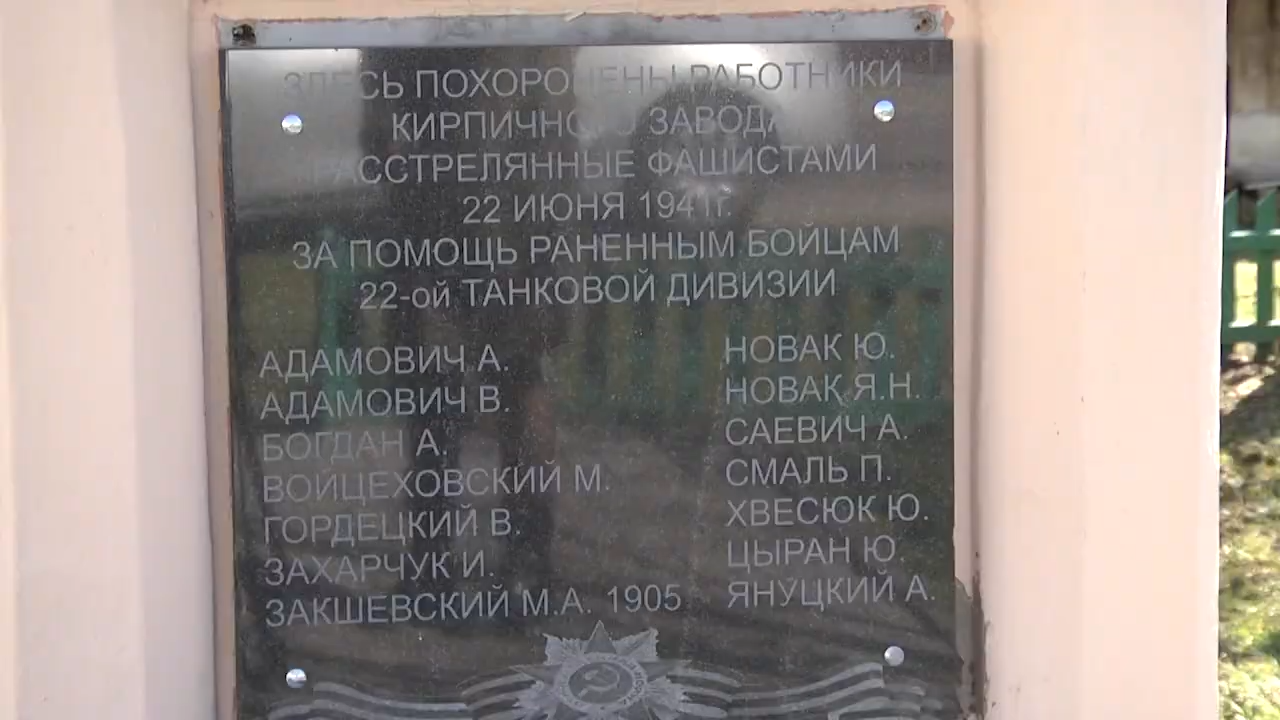 ЗДЕСЬ ПОХОРОНЕНЫ РАБОТНИКИ
КИРПИЧНОГО ЗАВОДА
РАССТРЕЛЯННЫЕ ФАШИСТАМИ
22 ИЮНЯ 1941г.
ЗА ПОМОЩЬ РАНЕННЫМ БОЙЦАМ
22-ой ТАНКОВОЙ ДИВИЗИИ
АДАМОВИЧ А.
АДАМОВИЧ В.
БОГДАН А.
ВОЙЦЕХОВСКИЙ М.
ГОРДЕЦКИЙ В.
ЗАХАРЧУК И.
ЗАКШЕВСКИЙ М.А. 1905
НОВАК Ю.
НОВАК Я.Н.
САЕВИЧ А.
СМАЛЬ П.
ХВЕСЮК Ю.
ЦЫРАН Ю.
ЯНУЦКИЙ А.